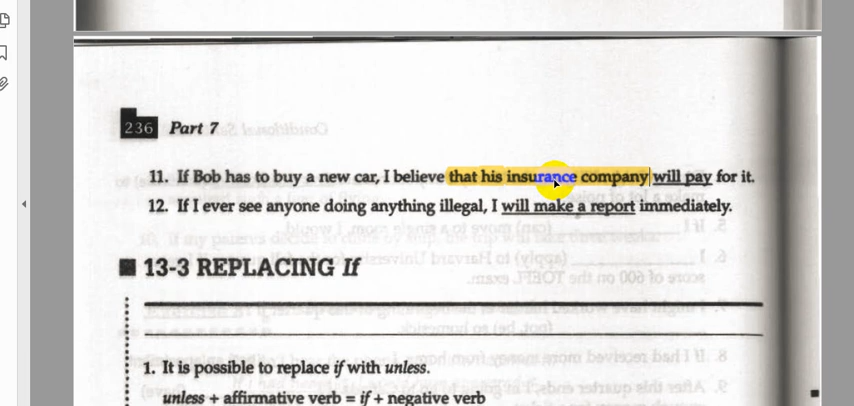 236 Part 7
11. If Bob has to buy a new car, I believe that his insurance company will pay for it.
12. If I ever see anyone doing anything illegal, I will make a report immediately.
13-3 REPLACING If
1. It is possible to replace if with unless.
unless + affirmative verb = if + negative verb